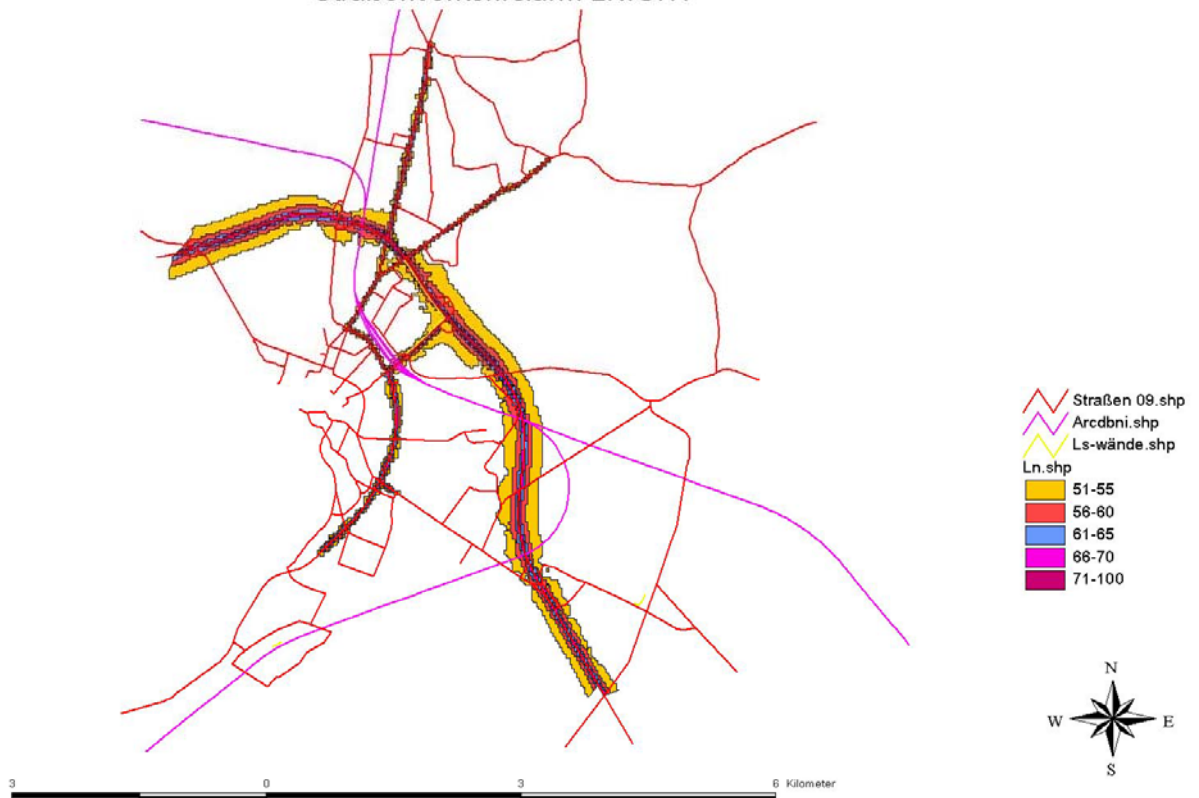 Straßen 09.shp
Arcdbni.shp
Ls-wände.shp
Ln.shp
51-55
56-60
61-65
66-70
71-100
N
W E
S
3 0 3 6 Kilometer